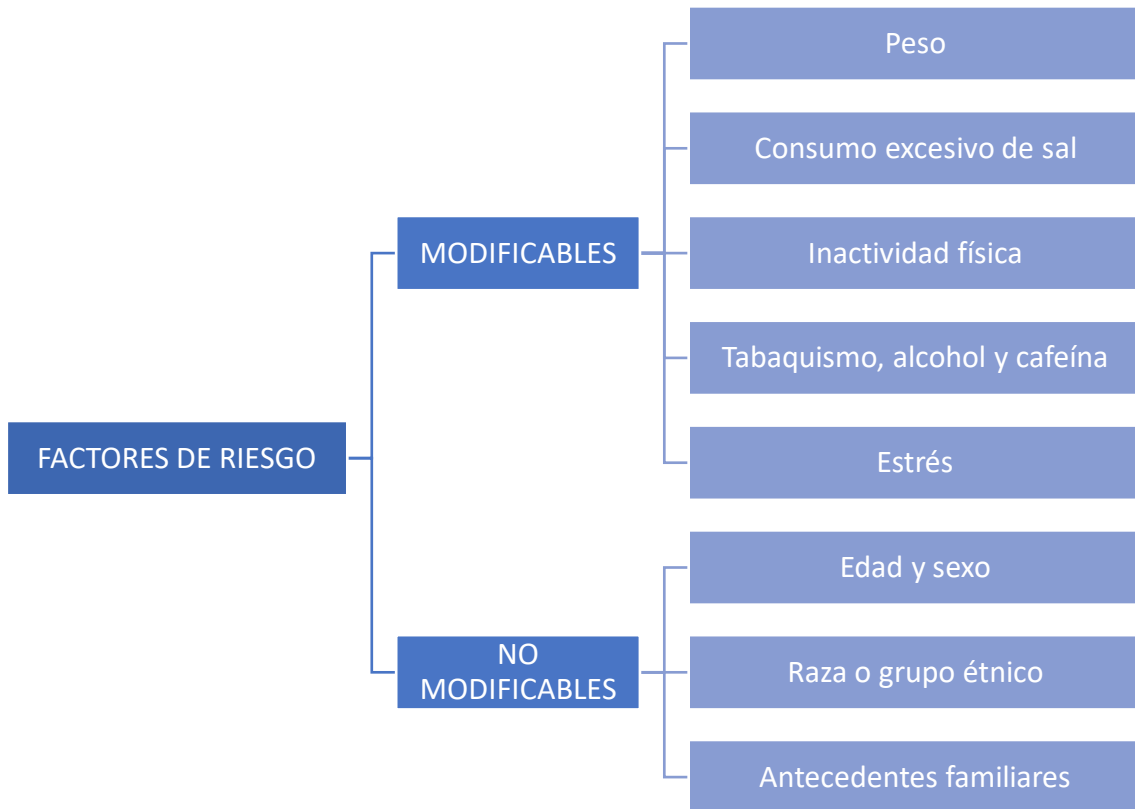 FACTORES DE RIESGO
MODIFICABLES
Peso
Consumo excesivo de sal
Inactividad física
Tabaquismo, alcohol y cafeína
Estrés
NO
MODIFICABLES
Edad y sexo
Raza o grupo étnico
Antecedentes familiares